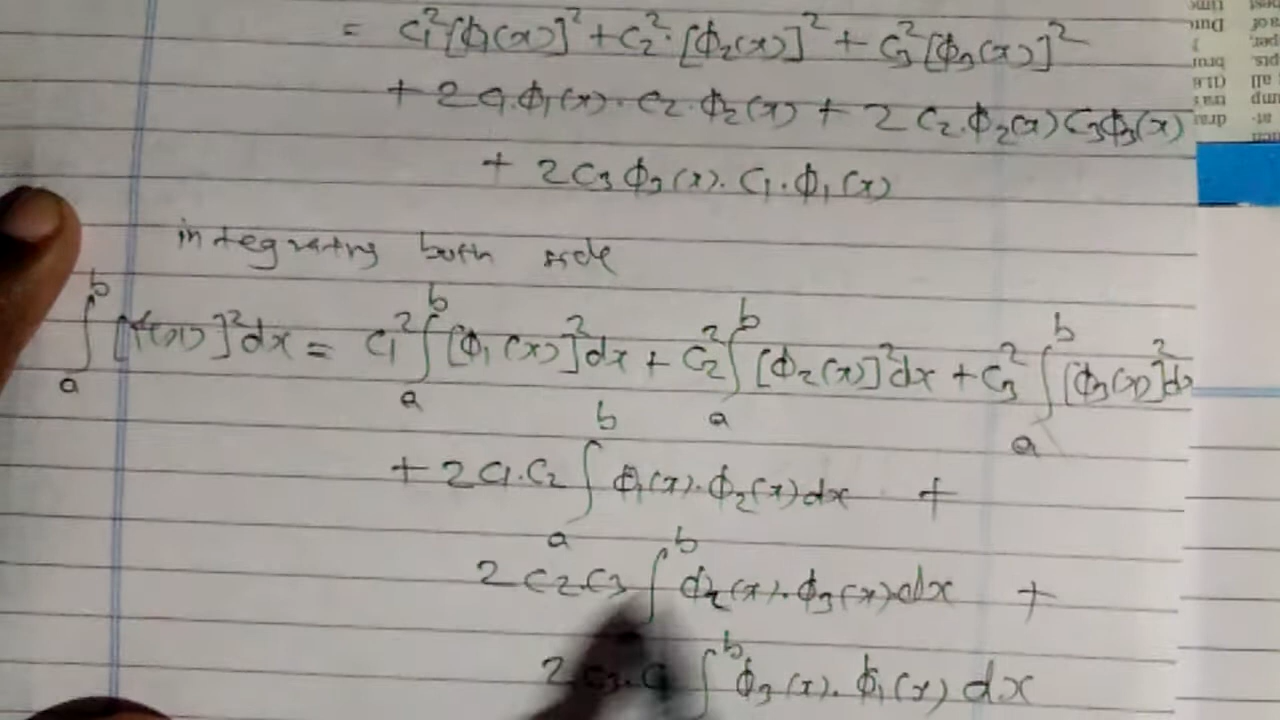 = C₁²[ϕ₁(x)]² + C₂²·[ϕ₂(x)]² + C₃²[ϕ₃(x)]²
+ 2C₁.ϕ₁(x)·C₂·ϕ₂(x) + 2C₂.ϕ₂(x)C₃ϕ₃(x)
+ 2C₃ϕ₃(x).C₁.ϕ₁(x)
integrating both side
∫ₐᵇ [f(x)]²dx = C₁²∫ₐᵇ[ϕ₁(x)]²dx + C₂²∫ₐᵇ[ϕ₂(x)]²dx + C₃²∫ₐᵇ[ϕ₃(x)]²dx
+ 2C₁.C₂ ∫ₐᵇ ϕ₁(x).ϕ₂(x)dx +
2C₂C₃ ∫ᵇ ϕ₂(x).ϕ₃(x)dx +
2C₃.C₁ ∫ᵇ ϕ₃(x).ϕ₁(x)dx